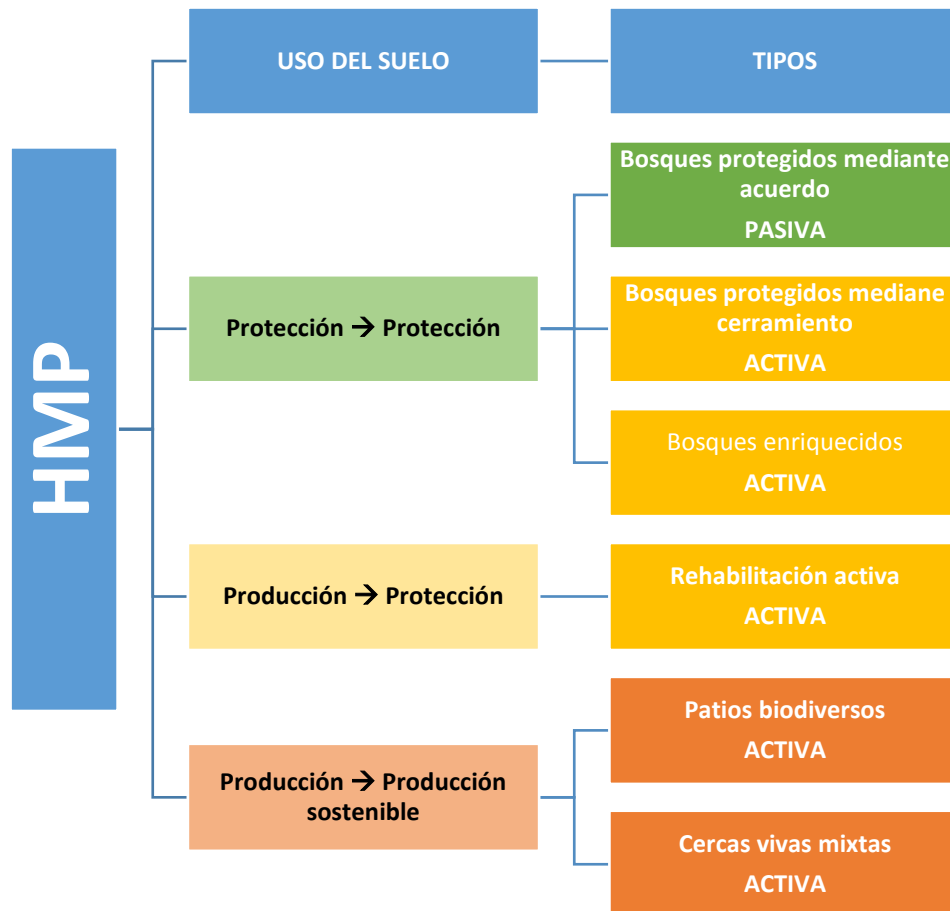 HMP
USO DEL SUELO
TIPOS
Protección → Protección
Bosques protegidos mediante
acuerdo
PASIVA
Bosques protegidos mediane
cerramiento
ACTIVA
Bosques enriquecidos
ACTIVA
Producción → Protección
Rehabilitación activa
ACTIVA
Producción → Producción
sostenible
Patios biodiversos
ACTIVA
Cercas vivas mixtas
ACTIVA